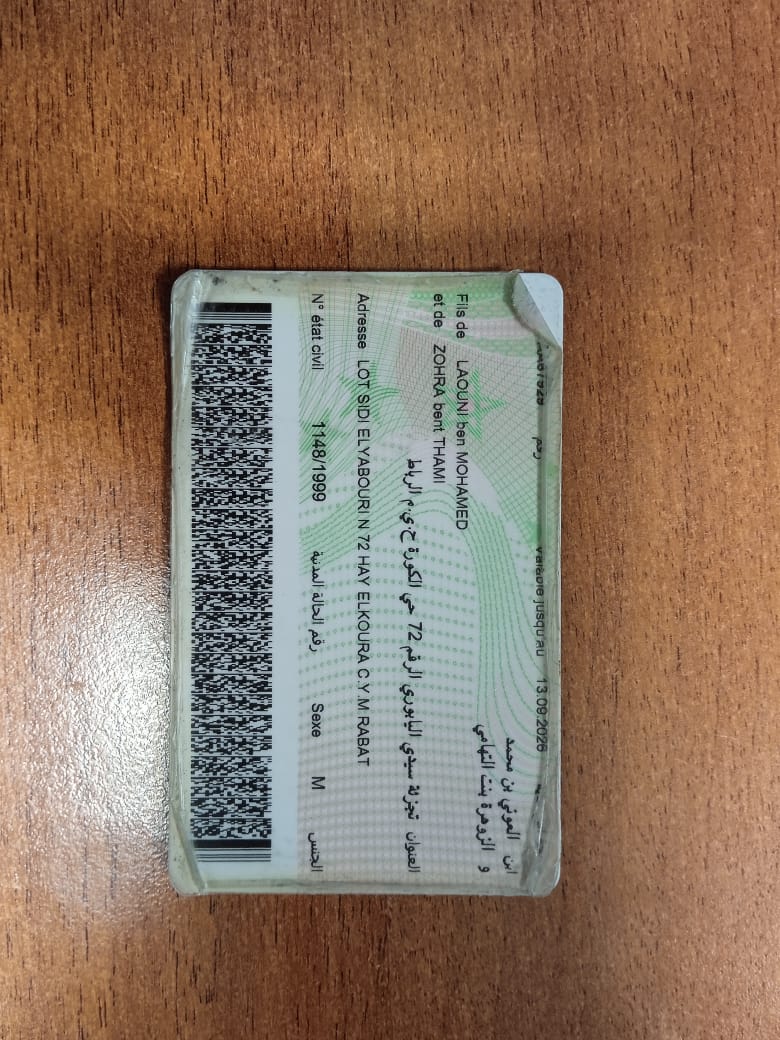 رقم Valable jusqu'au 13.09.2026
Fils de LAOUNI ben MOHAMED
ابن العوني بن محمد
et de ZOHRA bent THAMI
و الزوهرة بنت التهامي
العنوان تجزئة سيدي اليابوري الرقم 72 حي الكورة ح.ي.م الرباط
Adresse LOT SIDI ELYABOURI N 72 HAY ELKOURA C.Y.M RABAT
N° état civil 1148/1999 رقم الحالة المدنية Sexe M الجنس